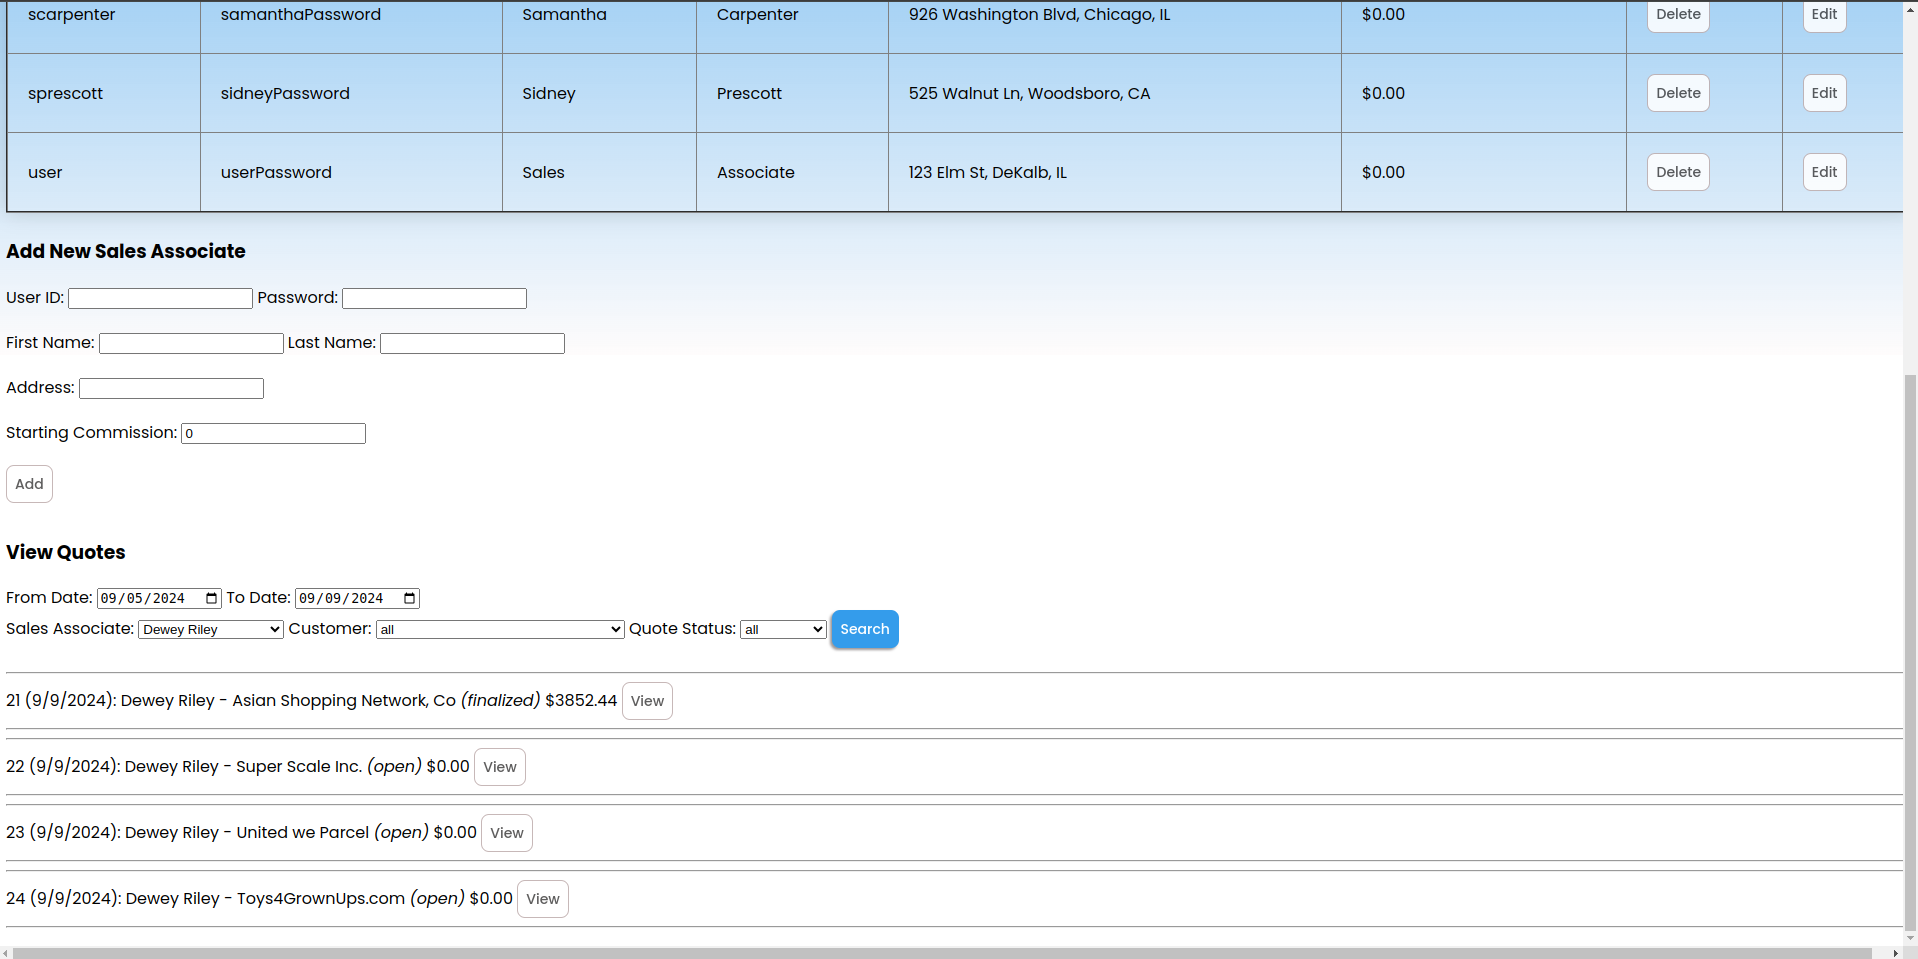 scarpenter samanthaPassword Samantha Carpenter 926 Washington Blvd, Chicago, IL $0.00 Delete Edit
sprescott sidneyPassword Sidney Prescott 525 Walnut Ln, Woodsboro, CA $0.00 Delete Edit
user userPassword Sales Associate 123 Elm St, DeKalb, IL $0.00 Delete Edit
Add New Sales Associate
User ID: Password:
First Name: Last Name:
Address:
Starting Commission: 0
Add
View Quotes
From Date: 09/05/2024 To Date: 09/09/2024
Sales Associate: Dewey Riley Customer: all Quote Status: all Search
21 (9/9/2024): Dewey Riley - Asian Shopping Network, Co (finalized) $3852.44 View
22 (9/9/2024): Dewey Riley - Super Scale Inc. (open) $0.00 View
23 (9/9/2024): Dewey Riley - United we Parcel (open) $0.00 View
24 (9/9/2024): Dewey Riley - Toys4GrownUps.com (open) $0.00 View